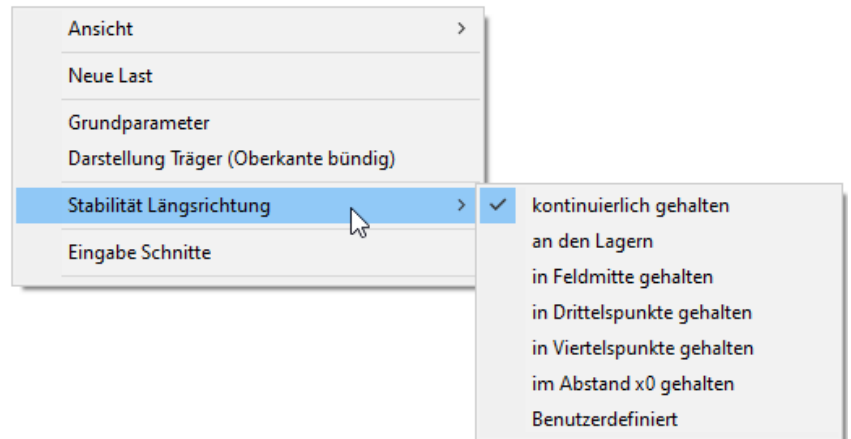 Ansicht
Neue Last
Grundparameter
Darstellung Träger (Oberkante bündig)
Stabilität Längsrichtung
Eingabe Schnitte
kontinuierlich gehalten
an den Lagern
in Feldmitte gehalten
in Drittelspunkte gehalten
in Viertelspunkte gehalten
im Abstand x0 gehalten
Benutzerdefiniert